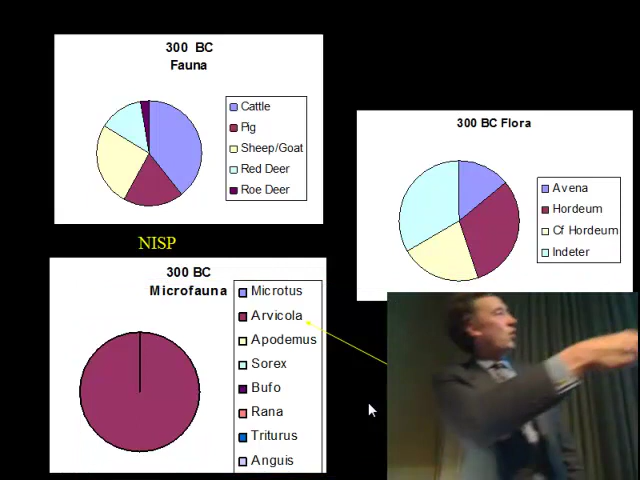 300 BC
Fauna
Cattle
Pig
Sheep/Goat
Red Deer
Roe Deer
300 BC Flora
Avena
Hordeum
Cf Hordeum
Indeter
NISP
300 BC
Microfauna
Microtus
Arvicola
Apodemus
Sorex
Bufo
Rana
Triturus
Anguis